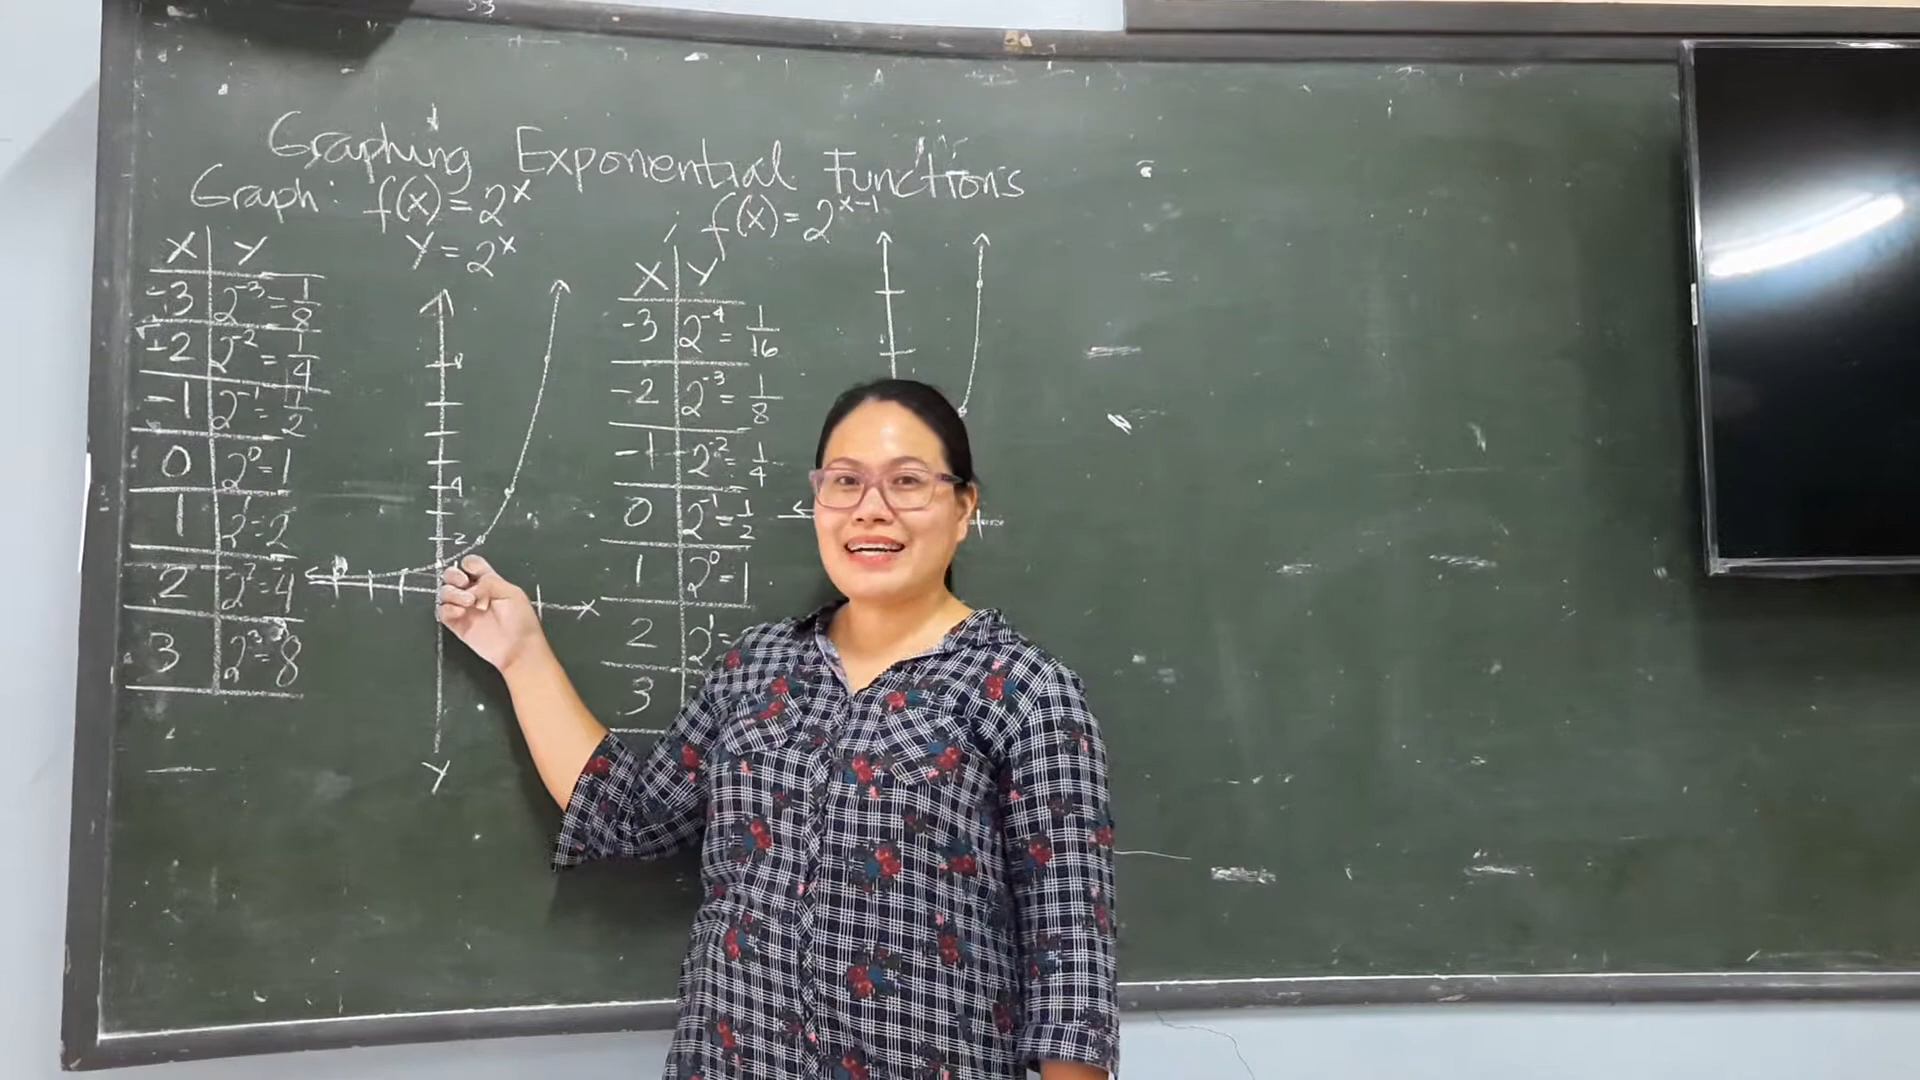 Graphing Exponential Functions
Graph: f(x) = 2^x
y = 2^x
X Y
-3 2^-3 = 1/8
-2 2^-2 = 1/4
-1 2^-1 = 1/2
0 2^0 = 1
1 2^1 = 2
2 2^2 = 4
3 2^3 = 8
4
2
X
Y
; f(x) = 2^x-1
X Y
-3 2^-4 = 1/16
-2 2^-3 = 1/8
-1 2^-2 = 1/4
0 2^-1 = 1/2
1 2^0 = 1
2 2^1 =
3